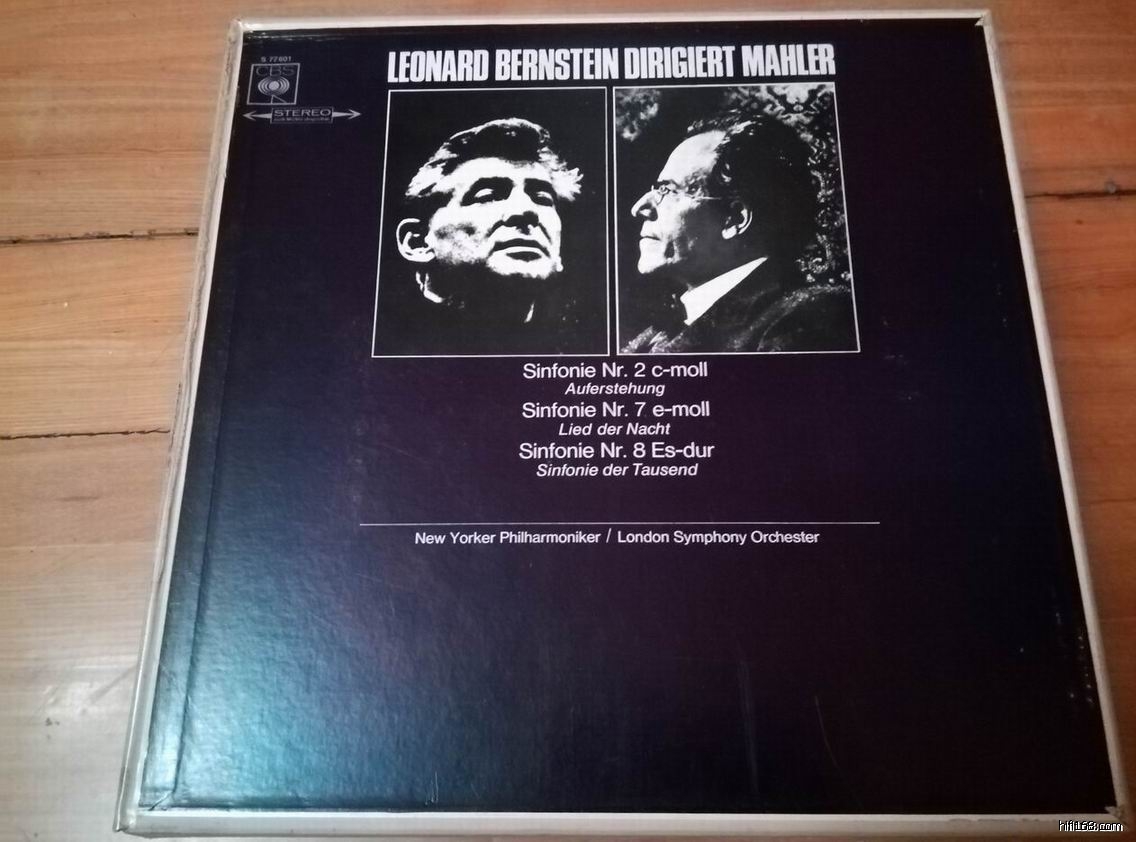 LEONARD BERNSTEIN DIRIGIERT MAHLER
S 77601
CBS
STEREO
Sinfonie Nr. 2 c-moll
Auferstehung
Sinfonie Nr. 7 e-moll
Lied der Nacht
Sinfonie Nr. 8 Es-dur
Sinfonie der Tausend
New Yorker Philharmoniker / London Symphony Orchester
hifi168.com